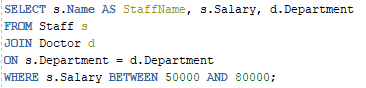 SELECT s.Name AS StaffName, s.Salary, d.Department
FROM Staff s
JOIN Doctor d
ON s.Department = d.Department
WHERE s.Salary BETWEEN 50000 AND 80000;